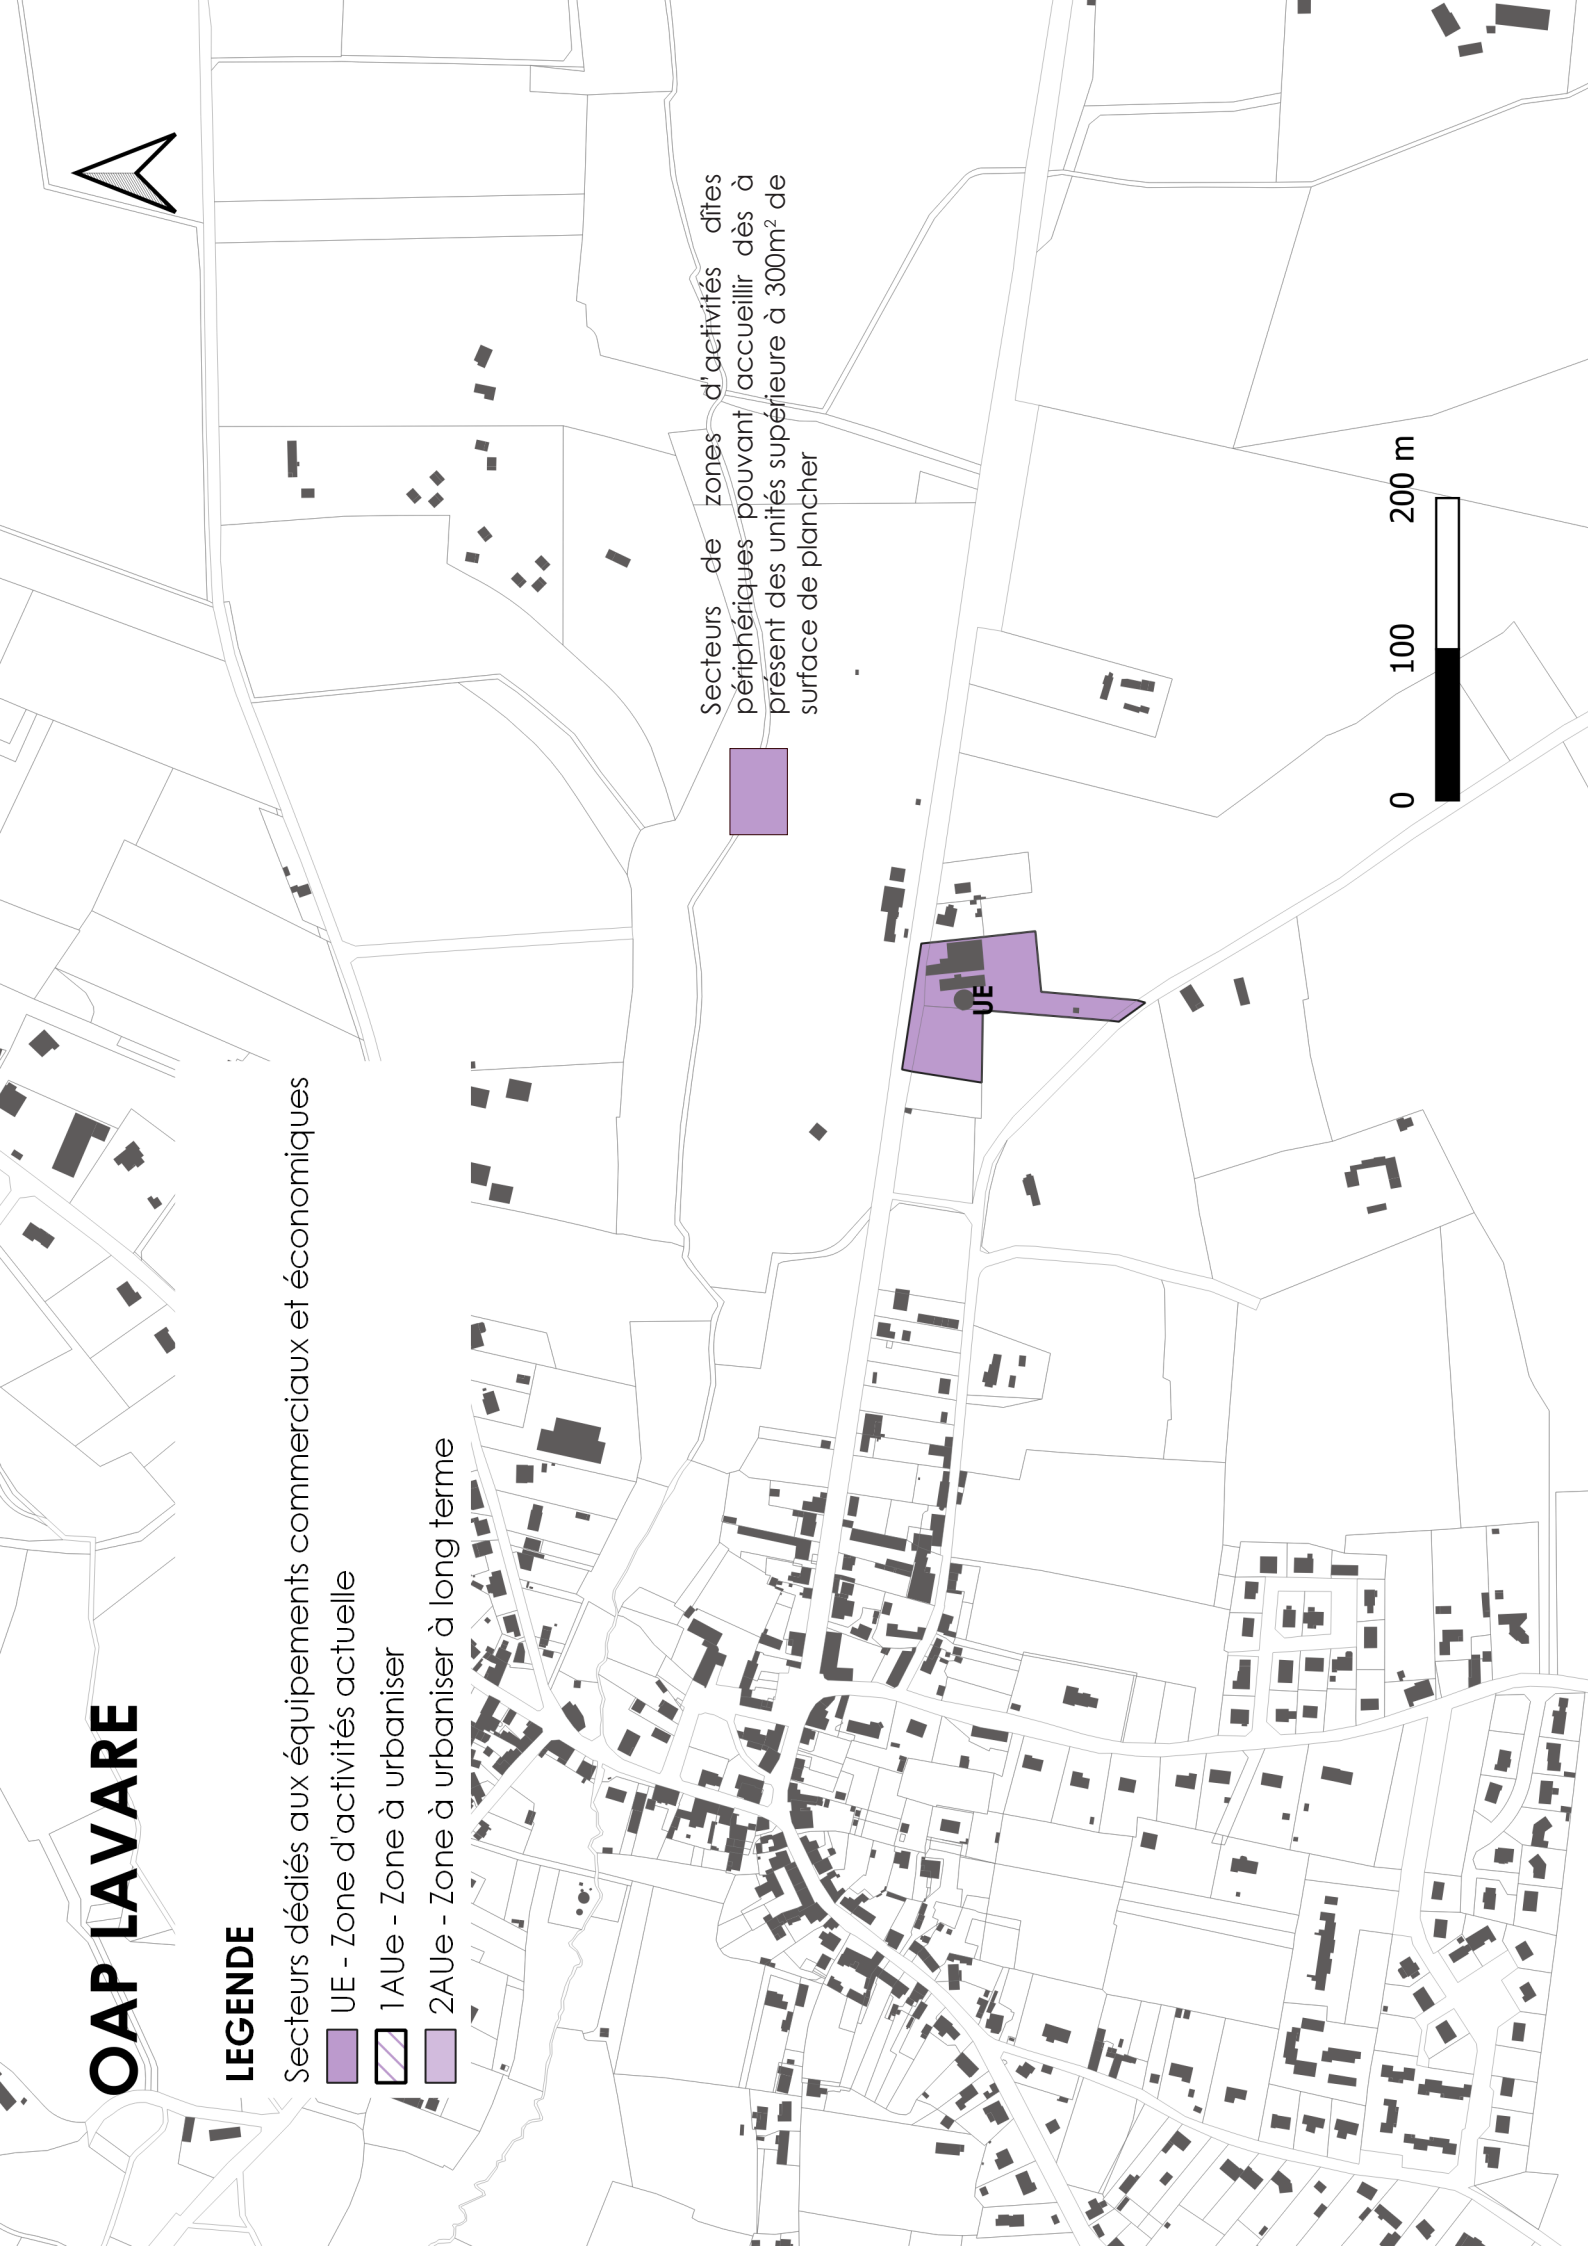 OAP LAVARE
LEGENDE
Secteurs dédiés aux équipements commerciaux et économiques
UE - Zone d'activités actuelle
1AUe - Zone à urbaniser
2AUe - Zone à urbaniser à long terme
Secteurs de zones d'activités dîtes
périphériques pouvant accueillir dès à
présent des unités supérieure à 300m² de
surface de plancher
UE
0 100 200 m